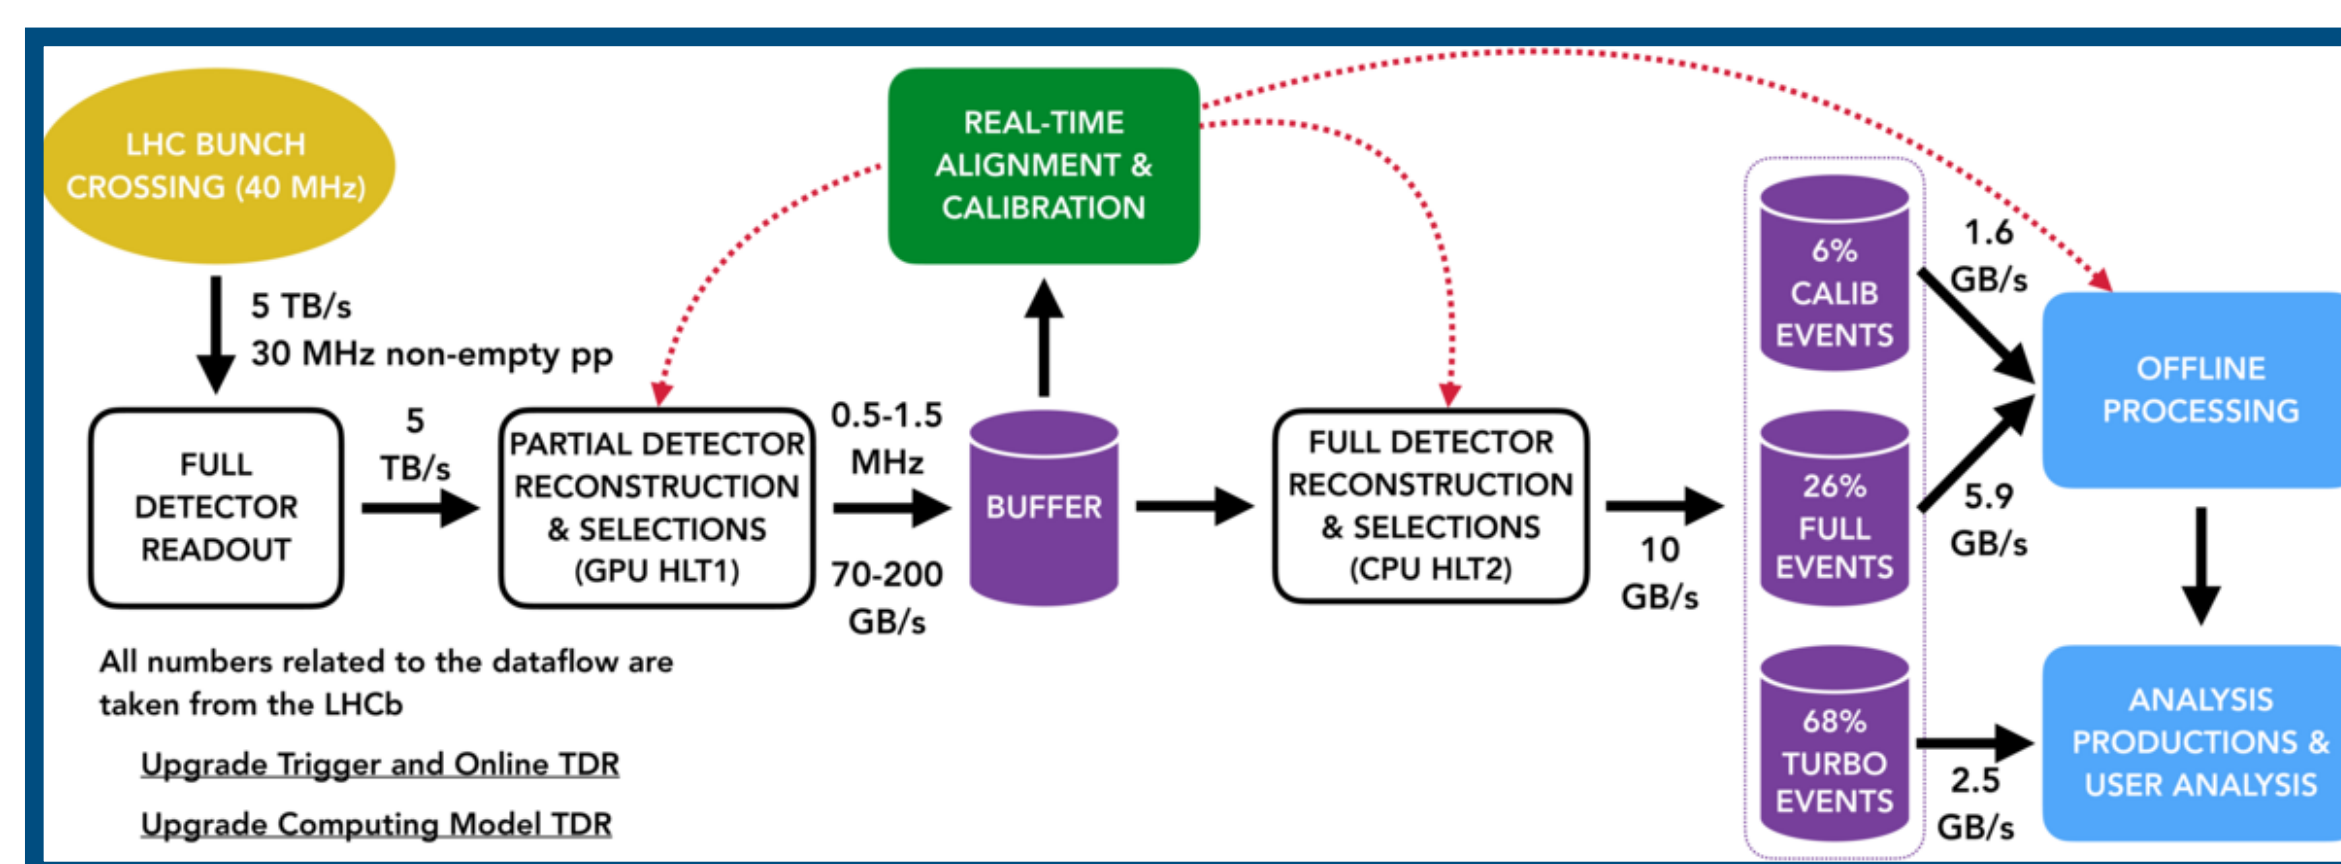 LHC BUNCH
CROSSING (40 MHz)
5 TB/s
30 MHz non-empty pp
FULL
DETECTOR
READOUT
5
TB/s
PARTIAL DETECTOR
RECONSTRUCTION
& SELECTIONS
(GPU HLT1)
0.5-1.5
MHz
70-200
GB/s
REAL-TIME
ALIGNMENT &
CALIBRATION
BUFFER
FULL DETECTOR
RECONSTRUCTION
& SELECTIONS
(CPU HLT2)
10
GB/s
6%
CALIB
EVENTS
1.6
GB/s
26%
FULL
EVENTS
5.9
GB/s
68%
TURBO
EVENTS
2.5
GB/s
OFFLINE
PROCESSING
ANALYSIS
PRODUCTIONS &
USER ANALYSIS
All numbers related to the dataflow are
taken from the LHCb
Upgrade Trigger and Online TDR
Upgrade Computing Model TDR